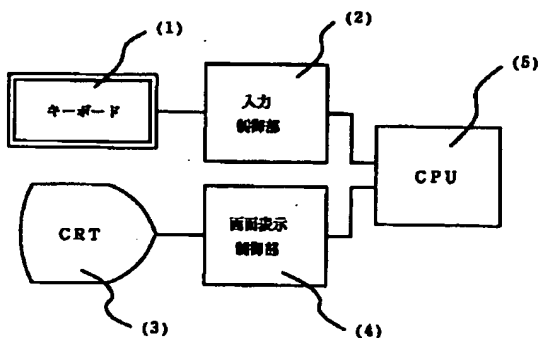 (1)
(2)
(5)
キーボード
入力
制御部
CPU
CRT
画面表示
制御部
(3)
(4)